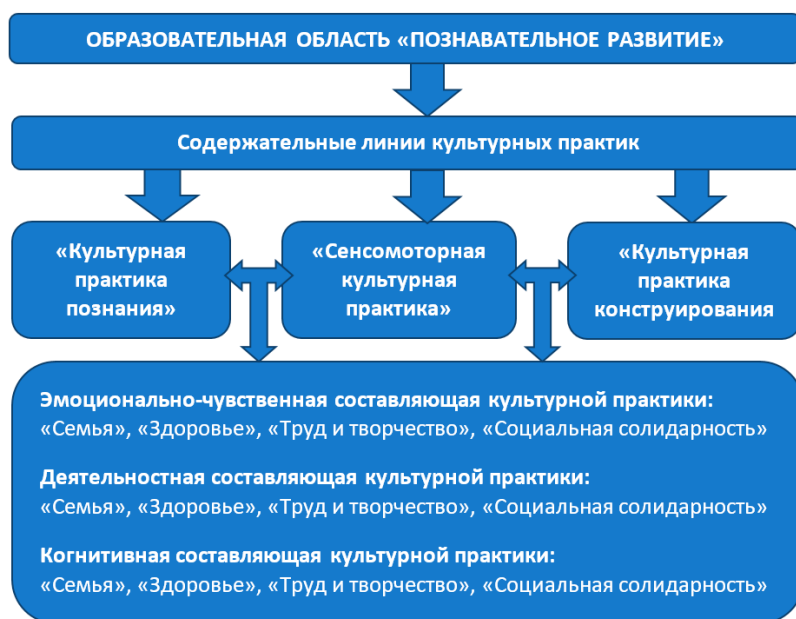 ОБРАЗОВАТЕЛЬНАЯ ОБЛАСТЬ «ПОЗНАВАТЕЛЬНОЕ РАЗВИТИЕ»
Содержательные линии культурных практик
«Культурная
практика
познания»
«Сенсомоторная
культурная
практика»
«Культурная
практика
конструирования
Эмоционально-чувственная составляющая культурной практики:
«Семья», «Здоровье», «Труд и творчество», «Социальная солидарность»
Деятельностная составляющая культурной практики:
«Семья», «Здоровье», «Труд и творчество», «Социальная солидарность»
Когнитивная составляющая культурной практики:
«Семья», «Здоровье», «Труд и творчество», «Социальная солидарность»